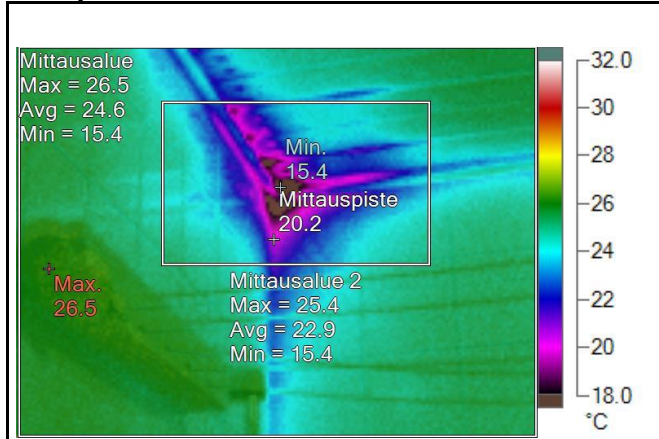 Mittausalue
Max = 26.5
Avg = 24.6
Min = 15.4
Min.
15.4
Mittauspiste
20.2
Max.
26.5
Mittausalue 2
Max = 25.4
Avg = 22.9
Min = 15.4
32.0
30
28
26
24
22
20
18.0
°C